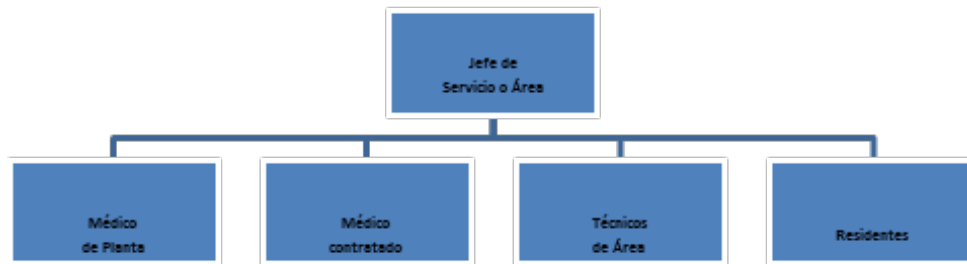 Jefe de
Servicio o Área
Médico
de Planta
Médico
contratado
Técnicos
de Área
Residentes